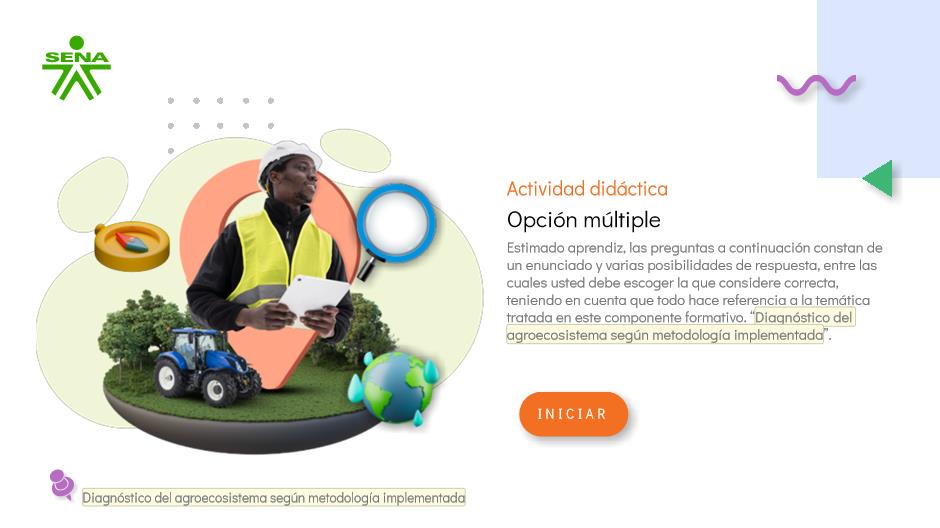 SENA
Actividad didáctica
Opción múltiple
Estimado aprendiz, las preguntas a continuación constan de
un enunciado y varias posibilidades de respuesta, entre las
cuales usted debe escoger la que considere correcta,
teniendo en cuenta que todo hace referencia a la temática
tratada en este componente formativo. “Diagnóstico del
agroecosistema según metodología implementada”.
INICIAR
Diagnóstico del agroecosistema según metodología implementada